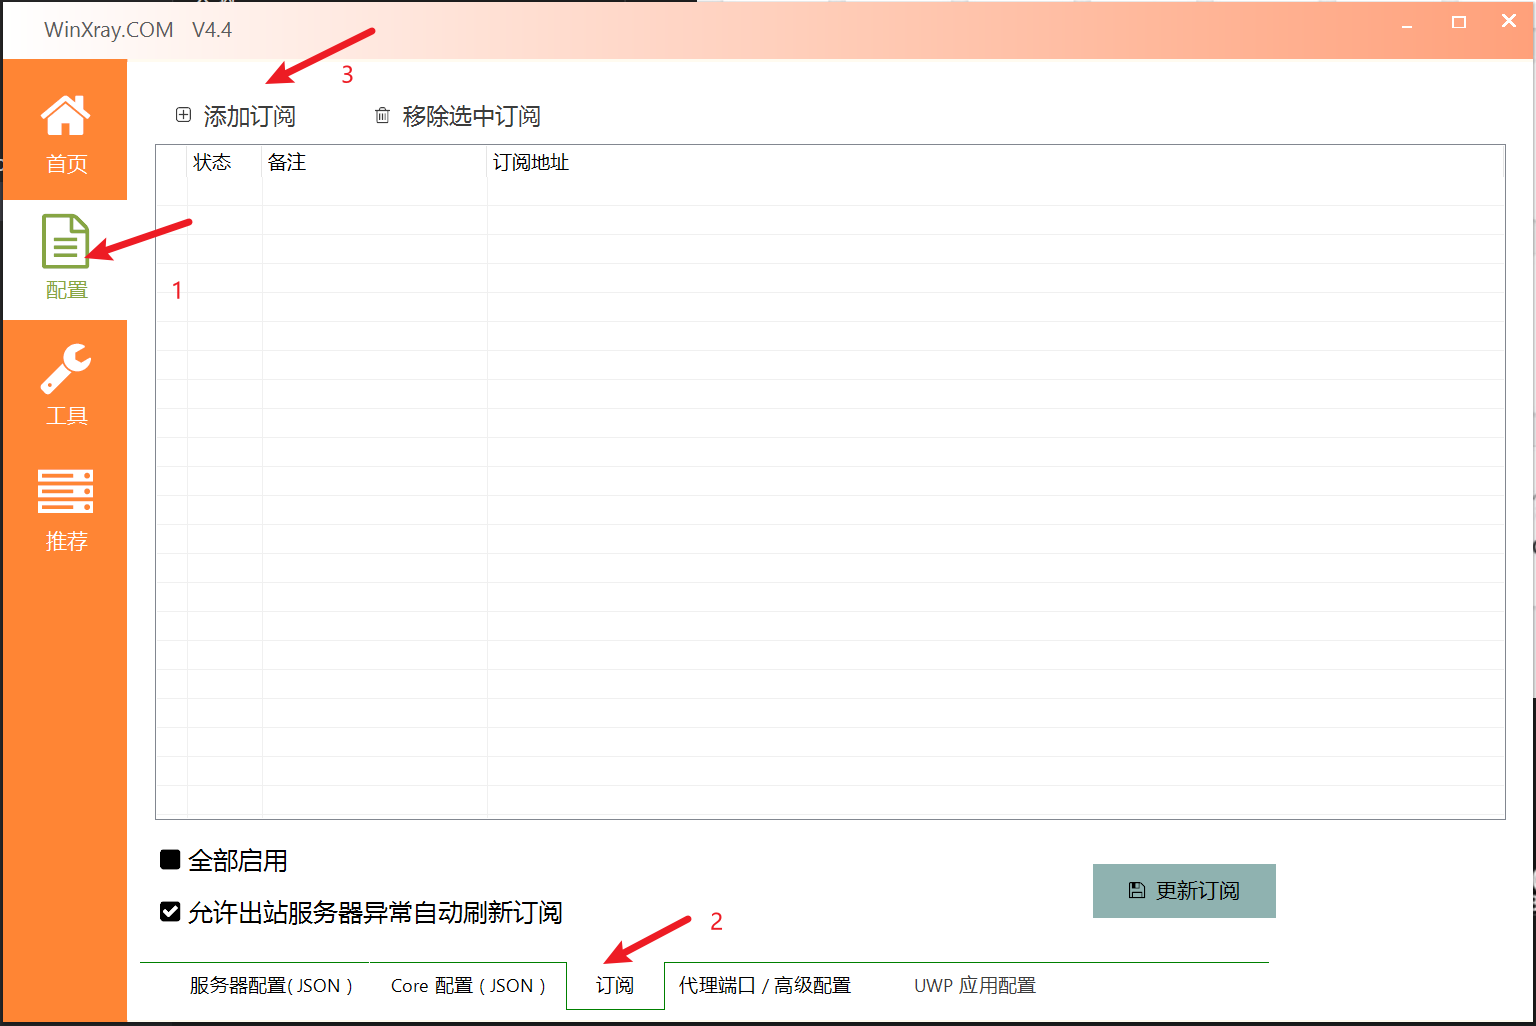 WinXray.COM V4.4
3
添加订阅 移除选中订阅
首页
状态 备注 订阅地址
配置
1
工具
推荐
全部启用
更新订阅
允许出站服务器异常自动刷新订阅
2
服务器配置( JSON ) Core 配置 ( JSON ) 订阅 代理端口 / 高级配置 UWP 应用配置